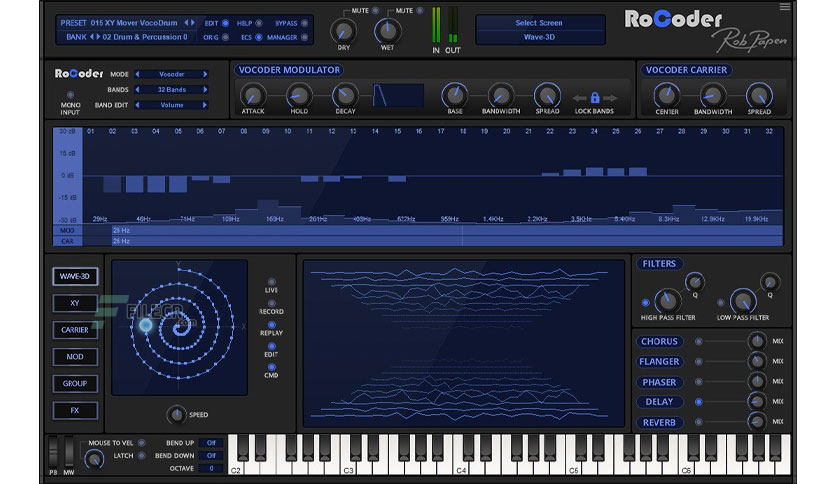 PRESET 015 XY Mover VocoDrum EDIT HELP BYPASS
BANK 02 Drum & Percussion 0 ORIG ECS MANAGER
MUTE MUTE
DRY WET
IN OUT
Select Screen
Wave-3D
RoCoder
Rob Papen
RoCoder
MONO
INPUT
MODE Vocoder
BANDS 32 Bands
BAND EDIT Volume
VOCODER MODULATOR
ATTACK HOLD DECAY BASE BANDWIDTH SPREAD LOCK BANDS
VOCODER CARRIER
CENTER BANDWIDTH SPREAD
30 dB 01 02 03 04 05 06 07 08 09 10 11 12 13 14 15 16 17 18 19 20 21 22 23 24 25 26 27 28 29 30 31 32
15 dB
0 dB
-15 dB
-30 dB 29Hz 46Hz 71Hz 109Hz 169Hz 261Hz 403Hz 622Hz 959Hz 1.4KHz 2.2KHz 3.5KHz 5.4KHz 8.3KHz 12.9KHz 19.9KHz
MOD 25 Hz
CAR 25 Hz
WAVE-3D
XY
CARRIER
MOD
GROUP
FX
Y
X
FILECR
.com
SPEED
LIVE
RECORD
REPLAY
EDIT
CMD
FILTERS
Q Q
HIGH PASS FILTER LOW PASS FILTER
CHORUS MIX
FLANGER MIX
PHASER MIX
DELAY MIX
REVERB MIX
PB MW
MOUSE TO VEL
LATCH
BEND UP Off
BEND DOWN Off
OCTAVE 0
C2 C3 C4 C5 C6